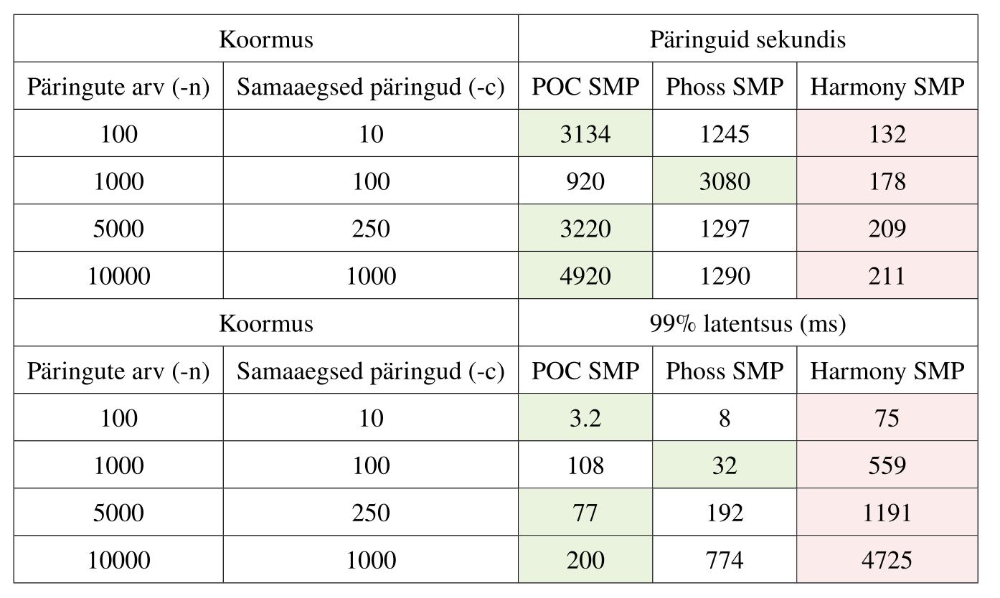 Koormus Päringuid sekundis
Päringute arv (-n) Samaaegsed päringud (-c) POC SMP Phoss SMP Harmony SMP
100 10 3134 1245 132
1000 100 920 3080 178
5000 250 3220 1297 209
10000 1000 4920 1290 211
Koormus 99% latentsus (ms)
Päringute arv (-n) Samaaegsed päringud (-c) POC SMP Phoss SMP Harmony SMP
100 10 3.2 8 75
1000 100 108 32 559
5000 250 77 192 1191
10000 1000 200 774 4725